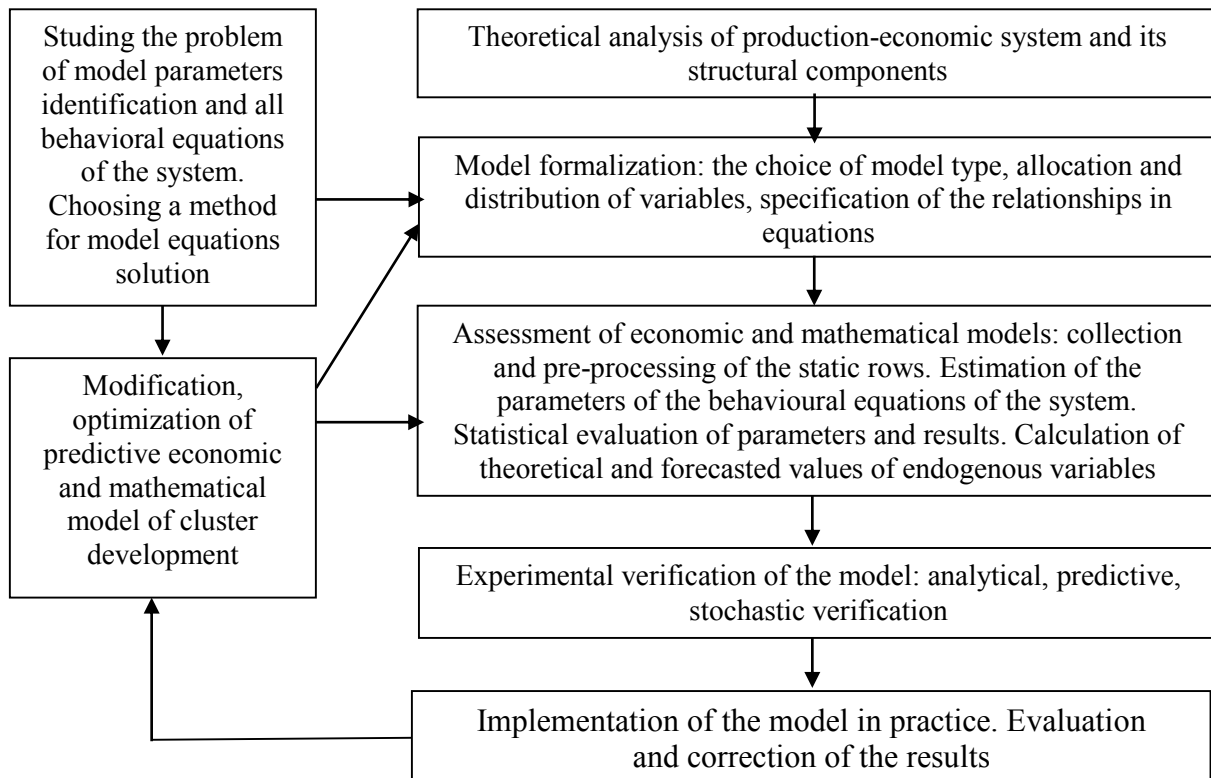 Studing the problem
of model parameters
identification and all
behavioral equations
of the system.
Choosing a method
for model equations
solution
Modification,
optimization of
predictive economic
and mathematical
model of cluster
development
Theoretical analysis of production-economic system and its
structural components
Model formalization: the choice of model type, allocation and
distribution of variables, specification of the relationships in
equations
Assessment of economic and mathematical models: collection
and pre-processing of the static rows. Estimation of the
parameters of the behavioural equations of the system.
Statistical evaluation of parameters and results. Calculation of
theoretical and forecasted values of endogenous variables
Experimental verification of the model: analytical, predictive,
stochastic verification
Implementation of the model in practice. Evaluation
and correction of the results